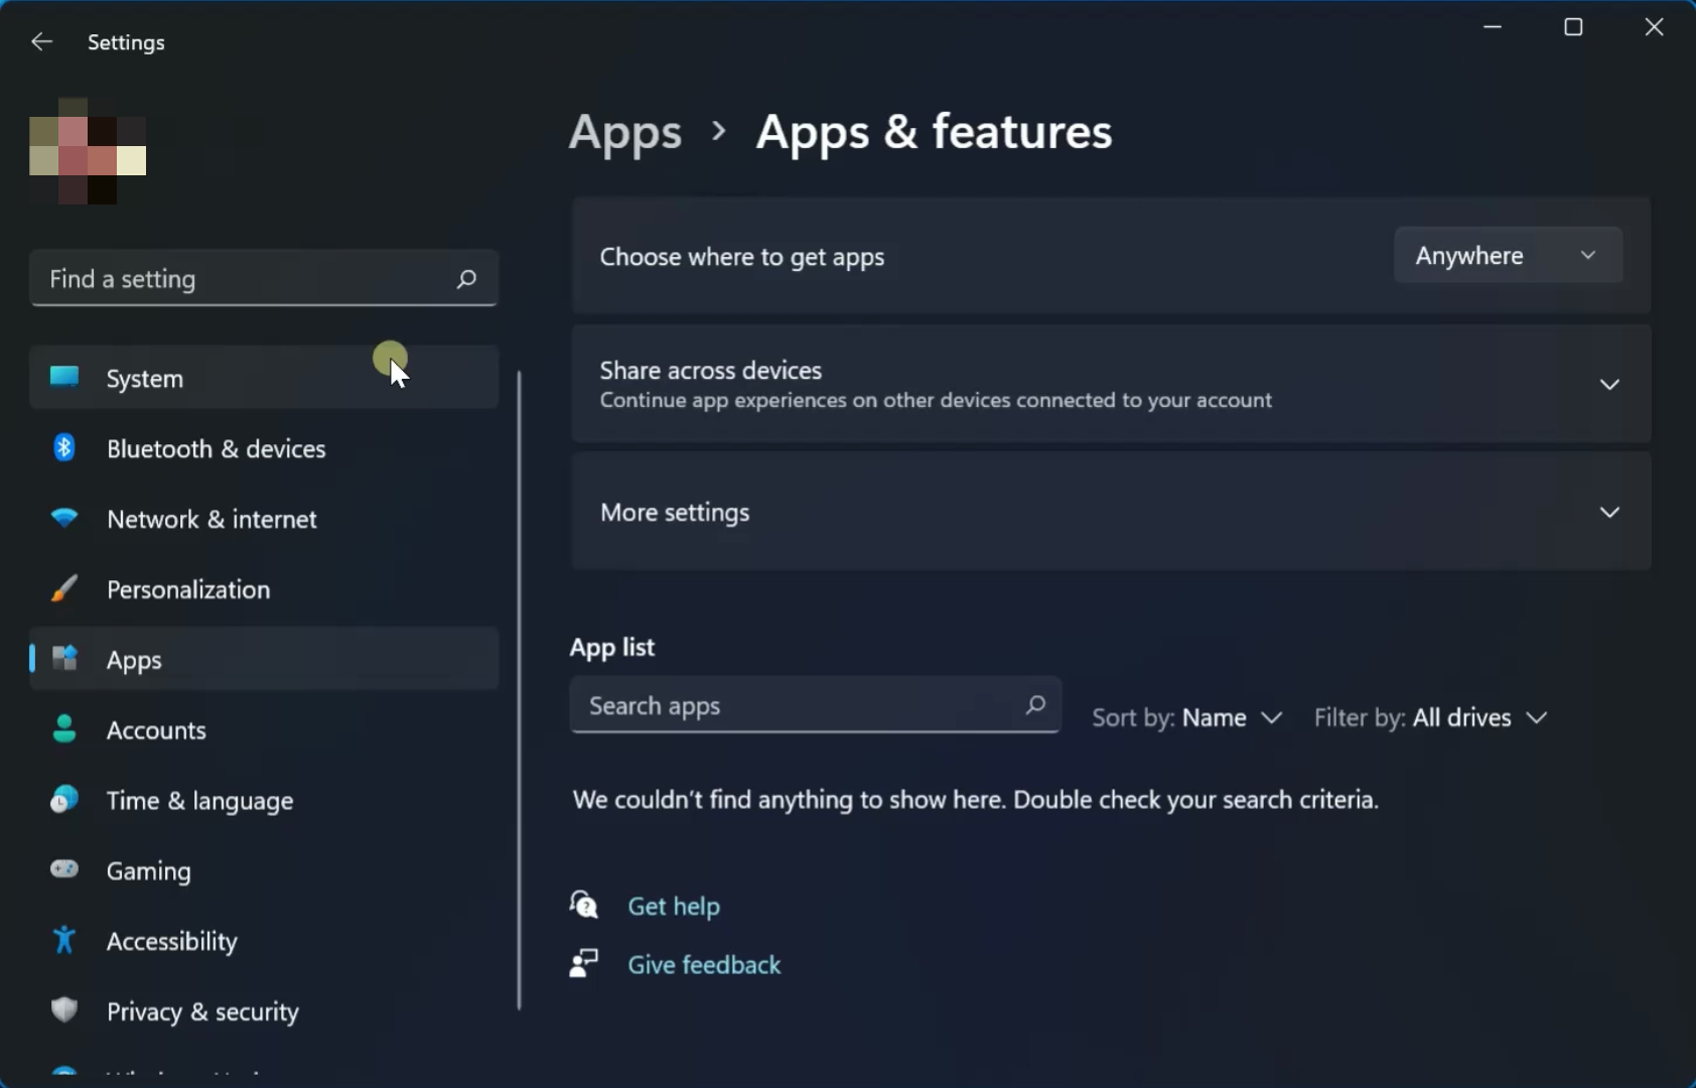 Settings
Find a setting
System
Bluetooth & devices
Network & internet
Personalization
Apps
Accounts
Time & language
Gaming
Accessibility
Privacy & security
Apps > Apps & features
Choose where to get apps
Anywhere
Share across devices
Continue app experiences on other devices connected to your account
More settings
App list
Search apps
Sort by: Name
Filter by: All drives
We couldn't find anything to show here. Double check your search criteria.
Get help
Give feedback